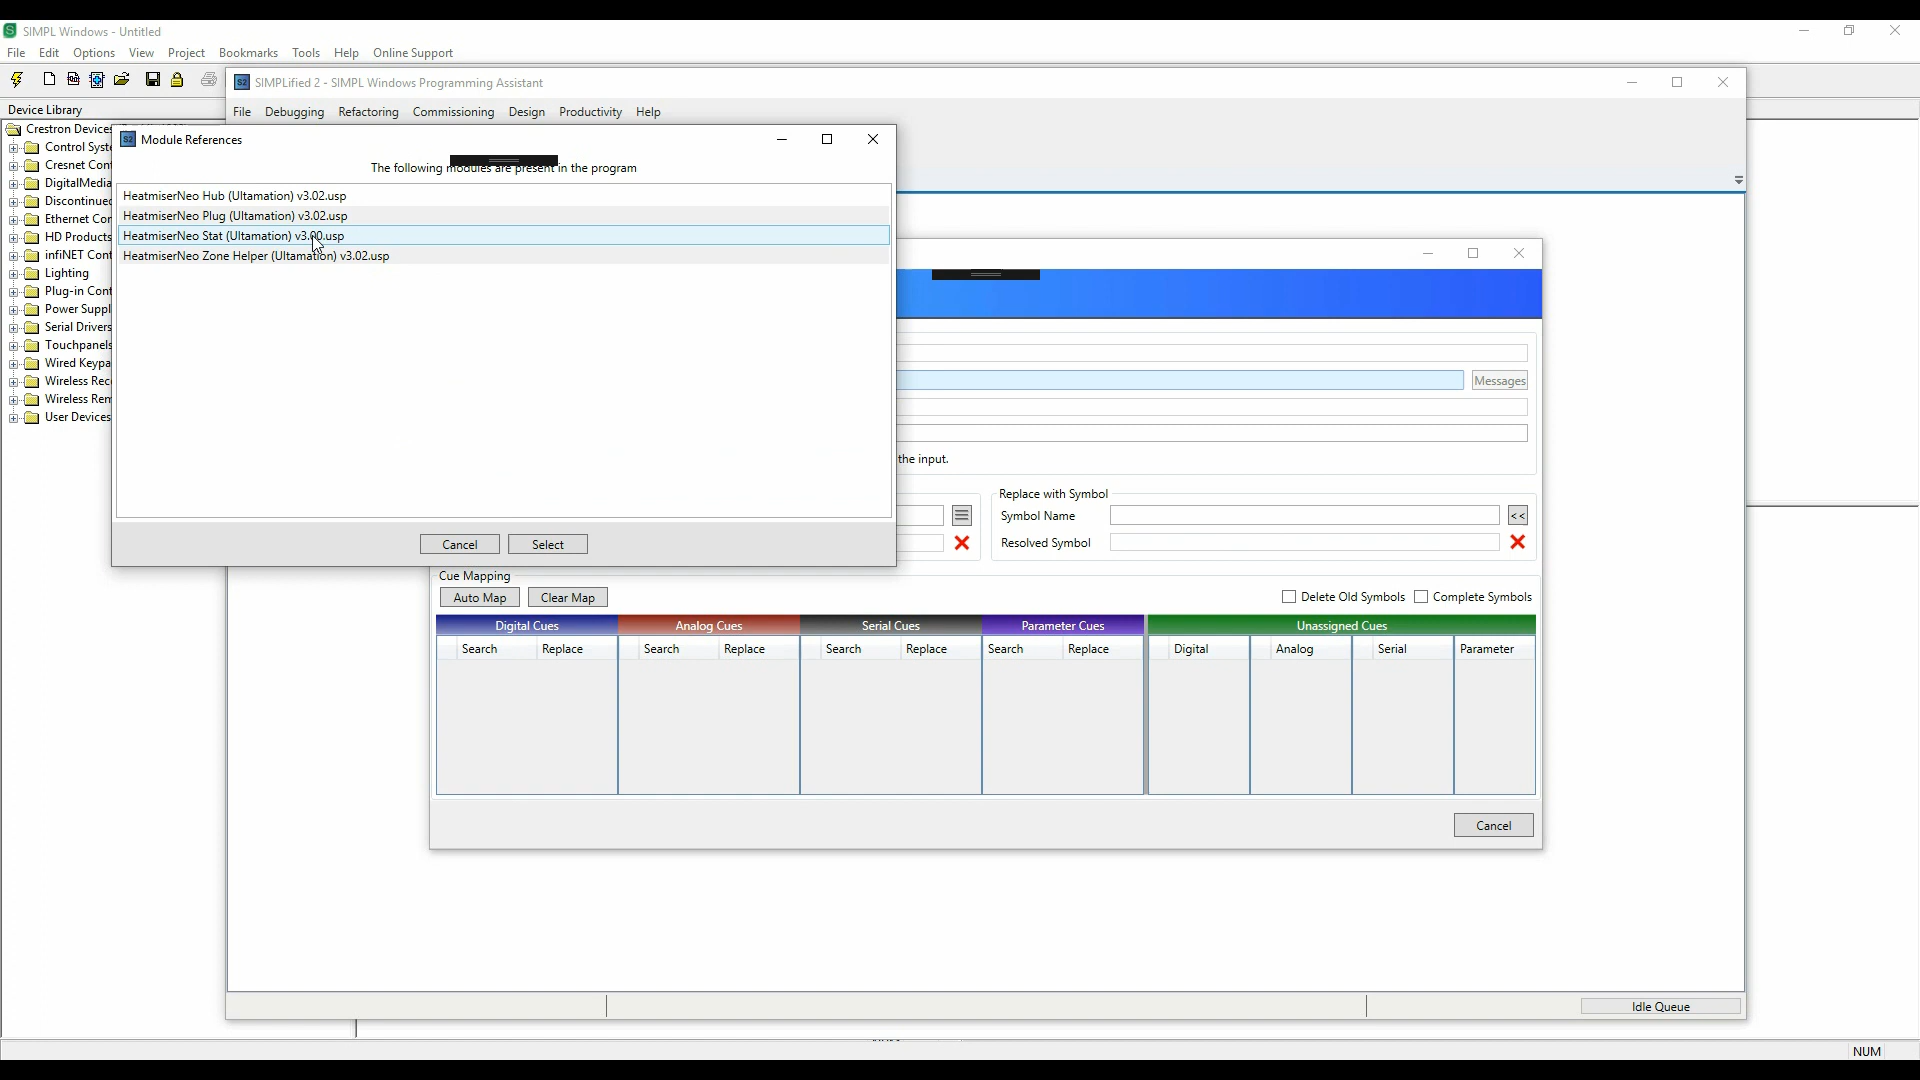 SIMPL Windows - Untitled
File Edit Options View Project Bookmarks Tools Help Online Support
SIMPLified 2 - SIMPL Windows Programming Assistant
Device Library
File Debugging Refactoring Commissioning Design Productivity Help
Crestron Devices
Module References
The following modules are present in the program
Control Syst
Cresnet Cont
DigitalMedia
Discontinued
Ethernet Con
HD Products
infiNET Cont
Lighting
Plug-in Cont
Power Suppl
Serial Drivers
Touchpanels
Wired Keypa
Wireless Rec
Wireless Rem
User Devices
HeatmiserNeo Hub (Ultamation) v3.02.usp
HeatmiserNeo Plug (Ultamation) v3.02.usp
HeatmiserNeo Stat (Ultamation) v3.00.usp
HeatmiserNeo Zone Helper (Ultamation) v3.02.usp
Cancel Select
Messages
the input.
Replace with Symbol
Symbol Name <<
Resolved Symbol
Cue Mapping
Auto Map Clear Map Delete Old Symbols Complete Symbols
Digital Cues Analog Cues Serial Cues Parameter Cues Unassigned Cues
Search Replace Search Replace Search Replace Search Replace Digital Analog Serial Parameter
Cancel
Idle Queue
NUM